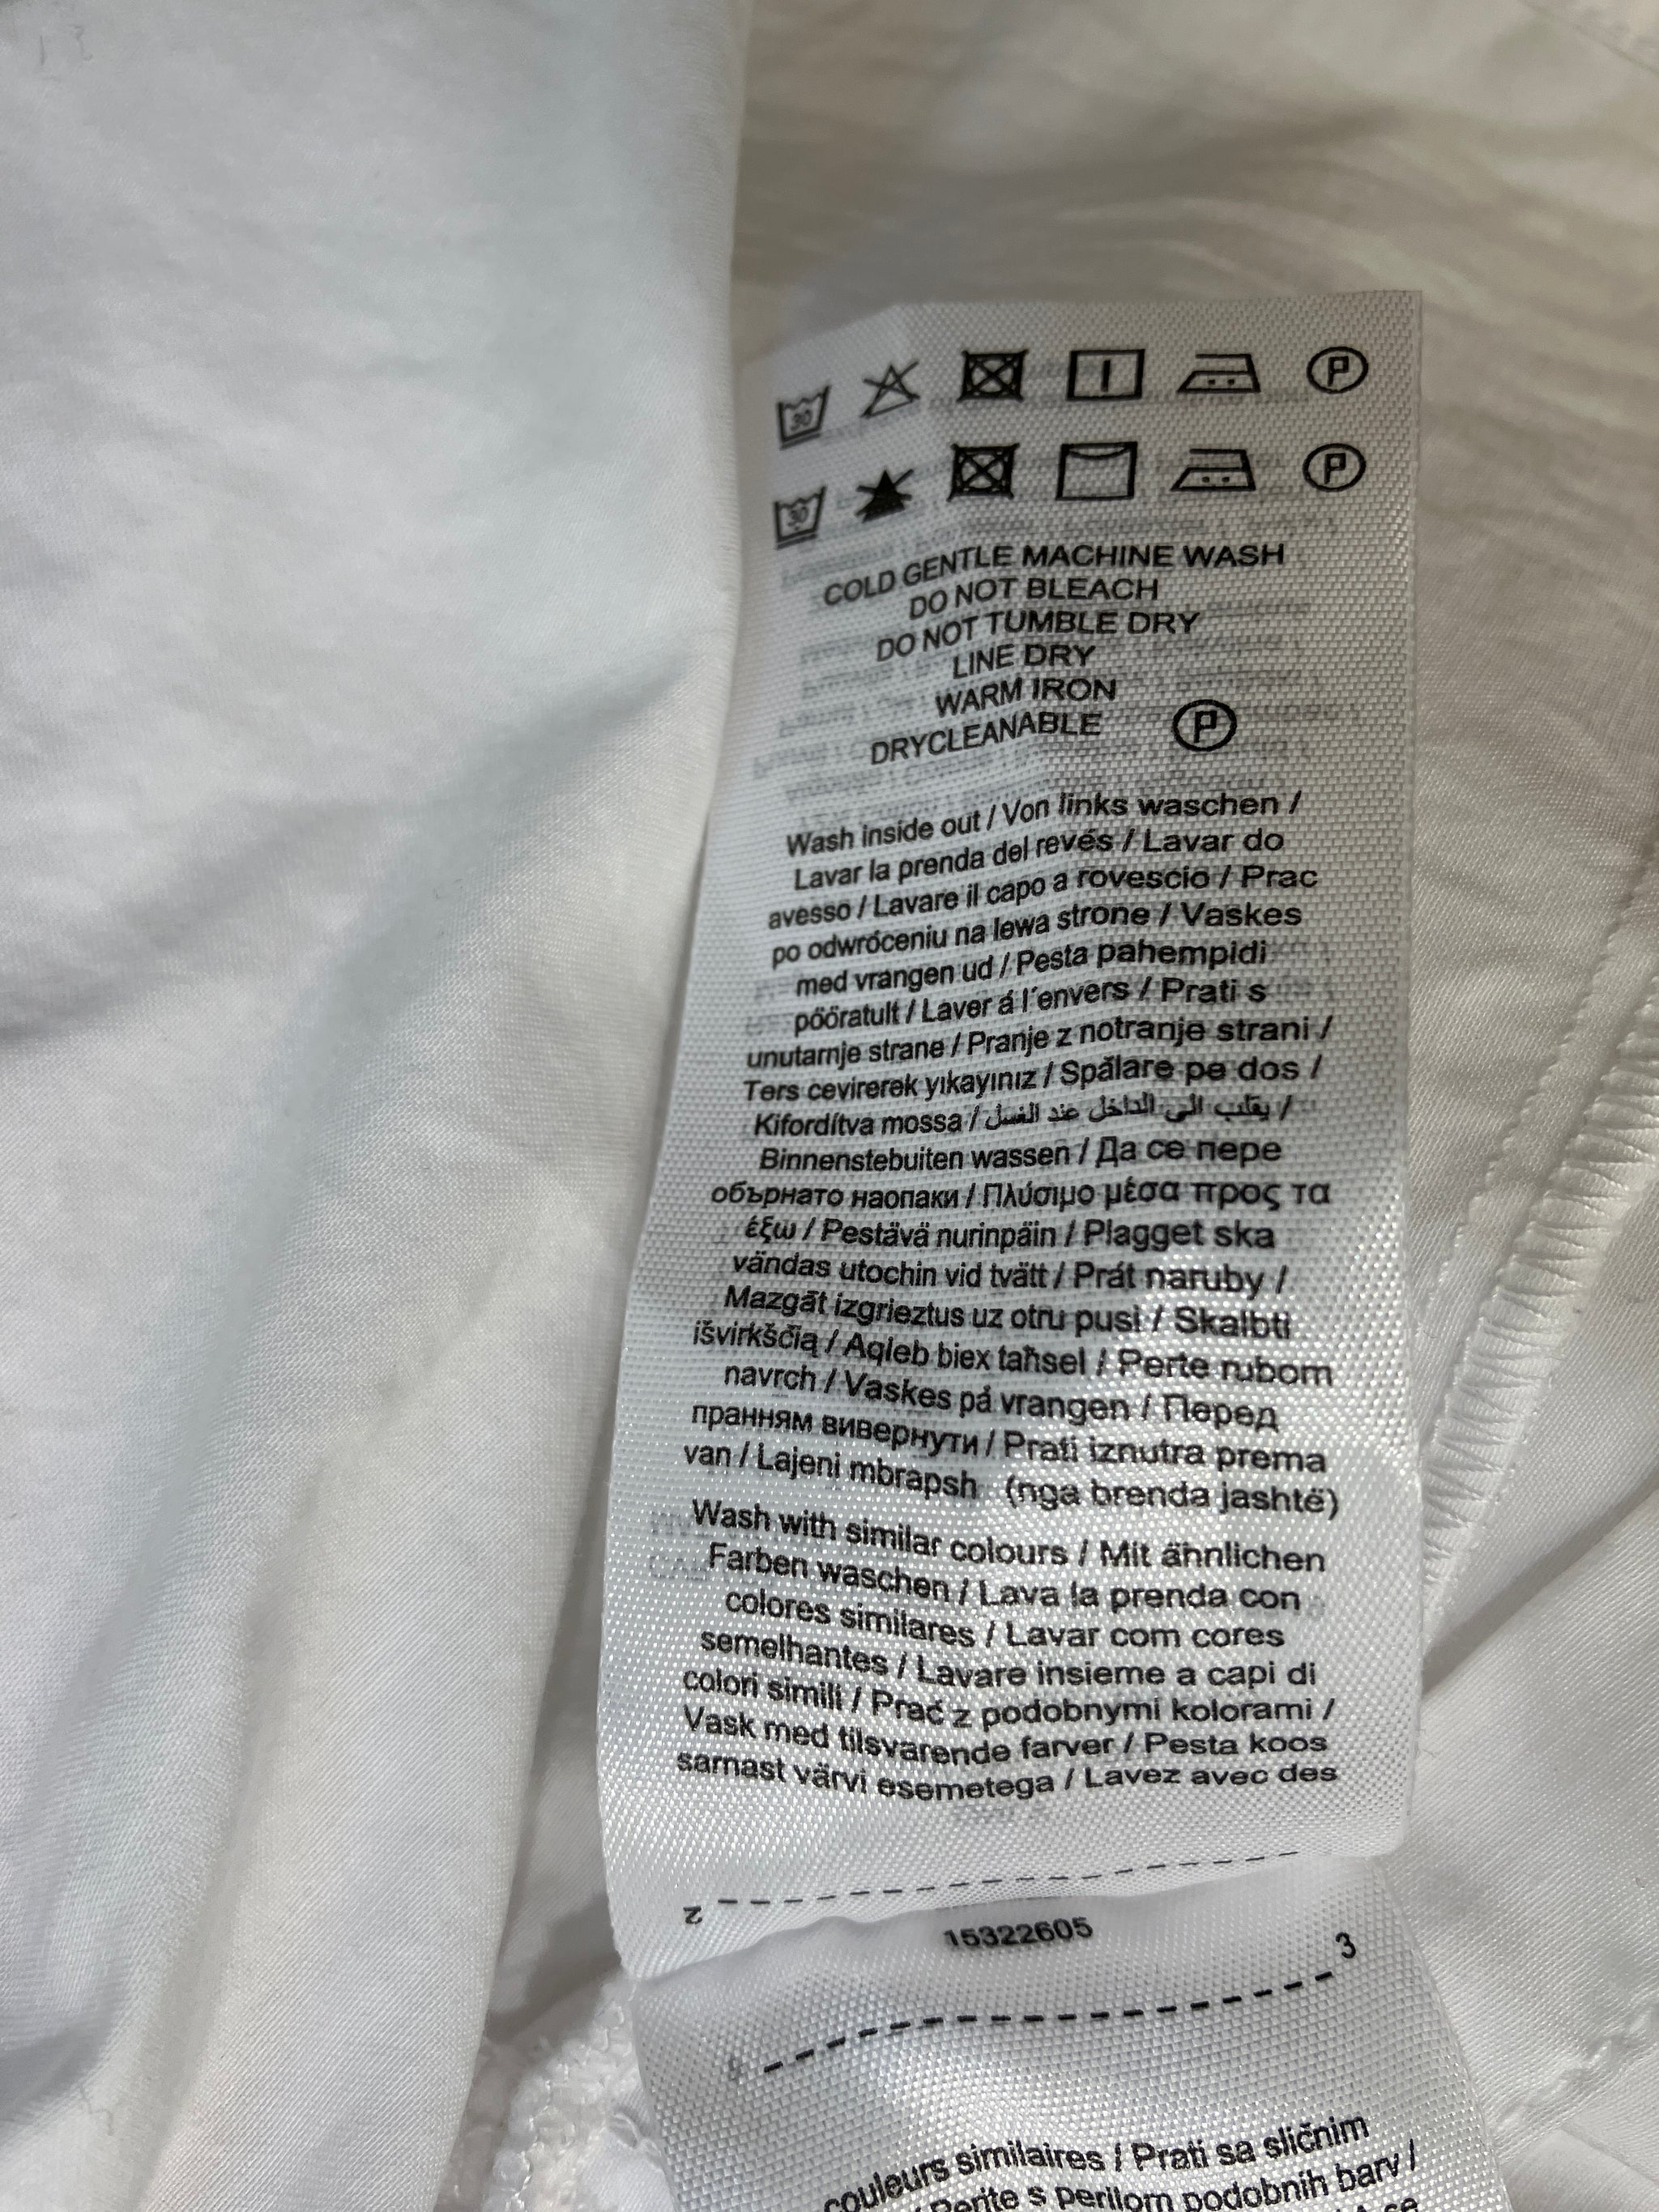 30 P
30 P
COLD GENTLE MACHINE WASH
DO NOT BLEACH
DO NOT TUMBLE DRY
LINE DRY
WARM IRON
DRYCLEANABLE P
Wash inside out / Von links waschen /
Lavar la prenda del revés / Lavar do
avesso / Lavare il capo a rovescio / Prac
po odwróceniu na lewa strone / Vaskes
med vrangen ud / Pesta pahempidi
pööratult / Laver á l´envers / Prati s
unutarnje strane / Pranje z notranje strani /
Ters cevirerek yıkayınız / Spălare pe dos /
Kifordítva mossa / يقلب الى الداخل عند الغسل /
Binnenstebuiten wassen / Да се пере
обърнато наопаки / Πλύσιμο μέσα προς τα
έξω / Pestävä nurinpäin / Plagget ska
vändas utochin vid tvätt / Prát naruby /
Mazgāt izgrieztus uz otru pusi / Skalbti
išvirkščią / Aqleb biex taħsel / Perte rubom
navrch / Vaskes på vrangen / Перед
пранням вивернути / Prati iznutra prema
van / Lajeni mbrapsh (nga brenda jashtë)
Wash with similar colours / Mit ähnlichen
Farben waschen / Lava la prenda con
colores similares / Lavar com cores
semelhantes / Lavare insieme a capi di
colori simili / Prać z podobnymi kolorami /
Vask med tilsvarende farver / Pesta koos
sarnast värvi esemetega / Lavez avec des
2
15322605
3
couleurs similaires / Prati sa sličnim
/ Perite s perilom podobnih barv /